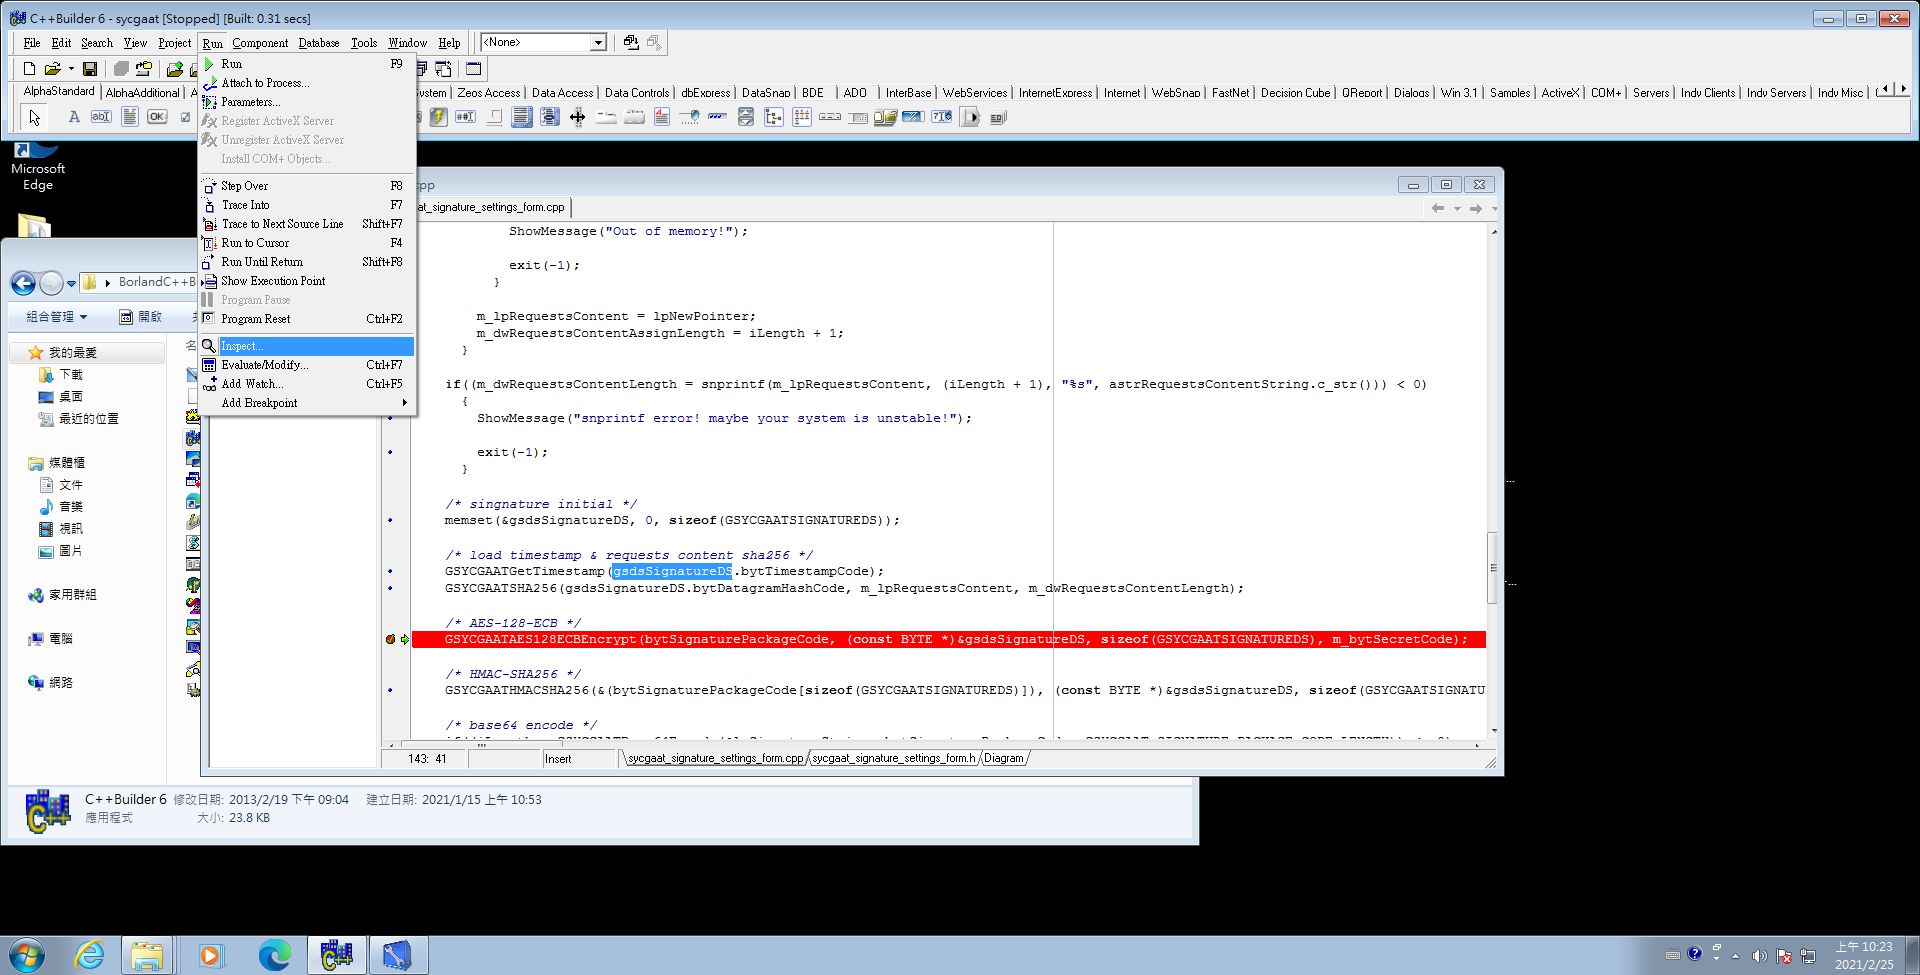 C++Builder 6 - sycgaat [Stopped] [Built: 0.31 secs]
File Edit Search View Project Run Component Database Tools Window Help <None>
AlphaStandard AlphaAdditional A System Zeos Access Data Access Data Controls dbExpress DataSnap BDE ADO InterBase WebServices InternetExpress Internet WebSnap FastNet Decision Cube QReport Dialogs Win 3.1 Samples ActiveX COM+ Servers Indy Clients Indy Servers Indy Misc
Run F9
Attach to Process...
Parameters...
Register ActiveX Server
Unregister ActiveX Server
Install COM+ Objects...
Step Over F8
Trace Into F7
Trace to Next Source Line Shift+F7
Run to Cursor F4
Run Until Return Shift+F8
Show Execution Point
Program Pause
Program Reset Ctrl+F2
Inspect...
Evaluate/Modify... Ctrl+F7
Add Watch... Ctrl+F5
Add Breakpoint
Microsoft
Edge
BorlandC++B
組合管理 開啟
名
我的最愛
下載
桌面
最近的位置
媒體櫃
文件
音樂
視訊
圖片
家用群組
電腦
網路
cpp
at_signature_settings_form.cpp
ShowMessage("Out of memory!");
exit(-1);
}
m_lpRequestsContent = lpNewPointer;
m_dwRequestsContentAssignLength = iLength + 1;
}
if((m_dwRequestsContentLength = snprintf(m_lpRequestsContent, (iLength + 1), "%s", astrRequestsContentString.c_str())) < 0)
{
ShowMessage("snprintf error! maybe your system is unstable!");
exit(-1);
}
/* singnature initial */
memset(&gsdsSignatureDS, 0, sizeof(GSYCGAATSIGNATUREDS));
/* load timestamp & requests content sha256 */
GSYCGAATGetTimestamp(gsdsSignatureDS.bytTimestampCode);
GSYCGAATSHA256(gsdsSignatureDS.bytDatagramHashCode, m_lpRequestsContent, m_dwRequestsContentLength);
/* AES-128-ECB */
GSYCGAATAES128ECBEncrypt(bytSignaturePackageCode, (const BYTE *)&gsdsSignatureDS, sizeof(GSYCGAATSIGNATUREDS), m_bytSecretCode);
/* HMAC-SHA256 */
GSYCGAATHMACSHA256(&(bytSignaturePackageCode[sizeof(GSYCGAATSIGNATUREDS)]), (const BYTE *)&gsdsSignatureDS, sizeof(GSYCGAATSIGNATU
/* base64 encode */
143: 41 Insert sycgaat_signature_settings_form.cpp sycgaat_signature_settings_form.h Diagram
C++Builder 6 修改日期: 2013/2/19 下午 09:04 建立日期: 2021/1/15 上午 10:53
應用程式 大小: 23.8 KB
上午 10:23
2021/2/25